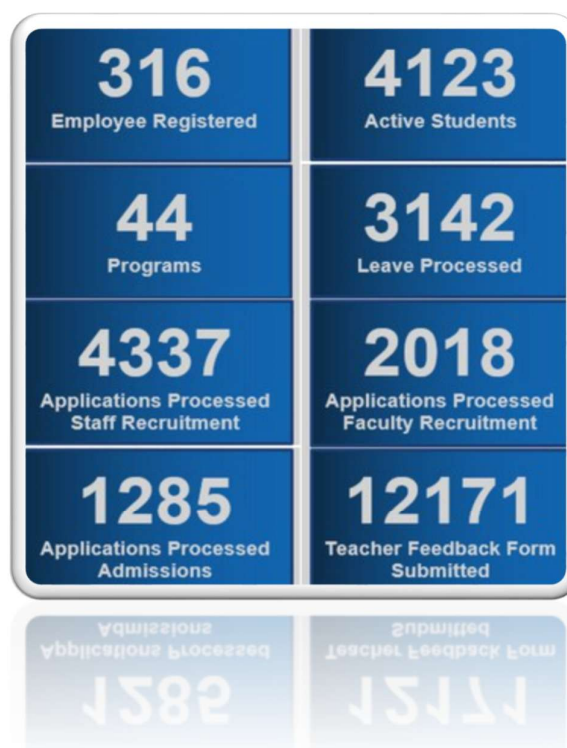 316
Employee Registered
4123
Active Students
44
Programs
3142
Leave Processed
4337
Applications Processed
Staff Recruitment
2018
Applications Processed
Faculty Recruitment
1285
Applications Processed
Admissions
12171
Teacher Feedback Form
Submitted